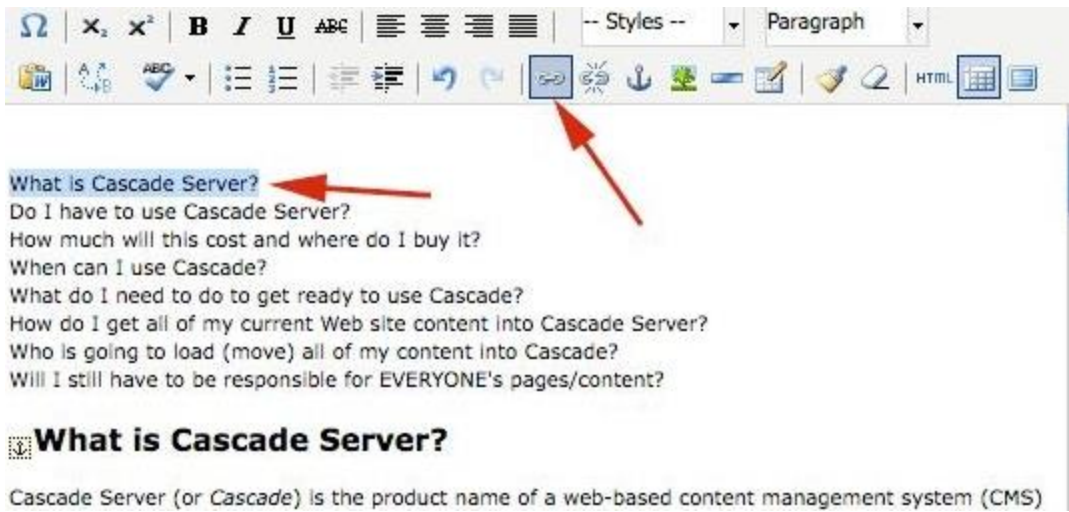 Ω x₂ x² B I U ABC -- Styles -- Paragraph
W A B ABC HTML
What is Cascade Server?
Do I have to use Cascade Server?
How much will this cost and where do I buy it?
When can I use Cascade?
What do I need to do to get ready to use Cascade?
How do I get all of my current Web site content into Cascade Server?
Who is going to load (move) all of my content into Cascade?
Will I still have to be responsible for EVERYONE's pages/content?
What is Cascade Server?
Cascade Server (or Cascade) is the product name of a web-based content management system (CMS)